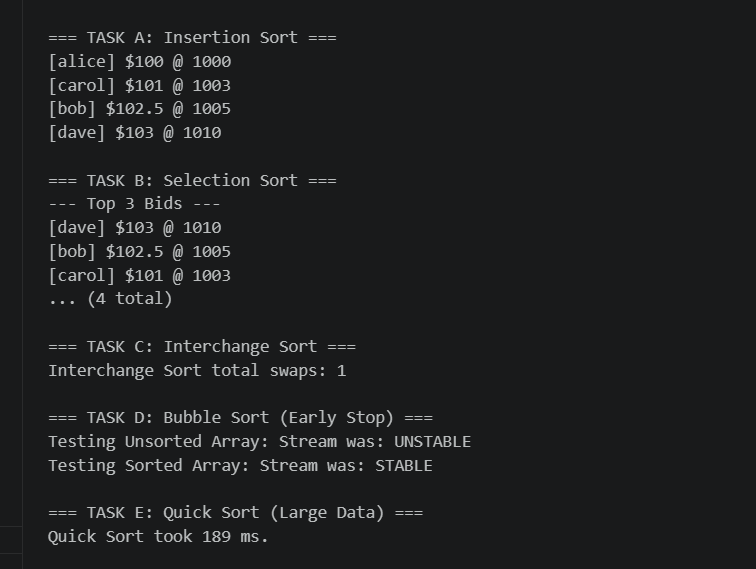 === TASK A: Insertion Sort ===
[alice] $100 @ 1000
[carol] $101 @ 1003
[bob] $102.5 @ 1005
[dave] $103 @ 1010
=== TASK B: Selection Sort ===
--- Top 3 Bids ---
[dave] $103 @ 1010
[bob] $102.5 @ 1005
[carol] $101 @ 1003
... (4 total)
=== TASK C: Interchange Sort ===
Interchange Sort total swaps: 1
=== TASK D: Bubble Sort (Early Stop) ===
Testing Unsorted Array: Stream was: UNSTABLE
Testing Sorted Array: Stream was: STABLE
=== TASK E: Quick Sort (Large Data) ===
Quick Sort took 189 ms.